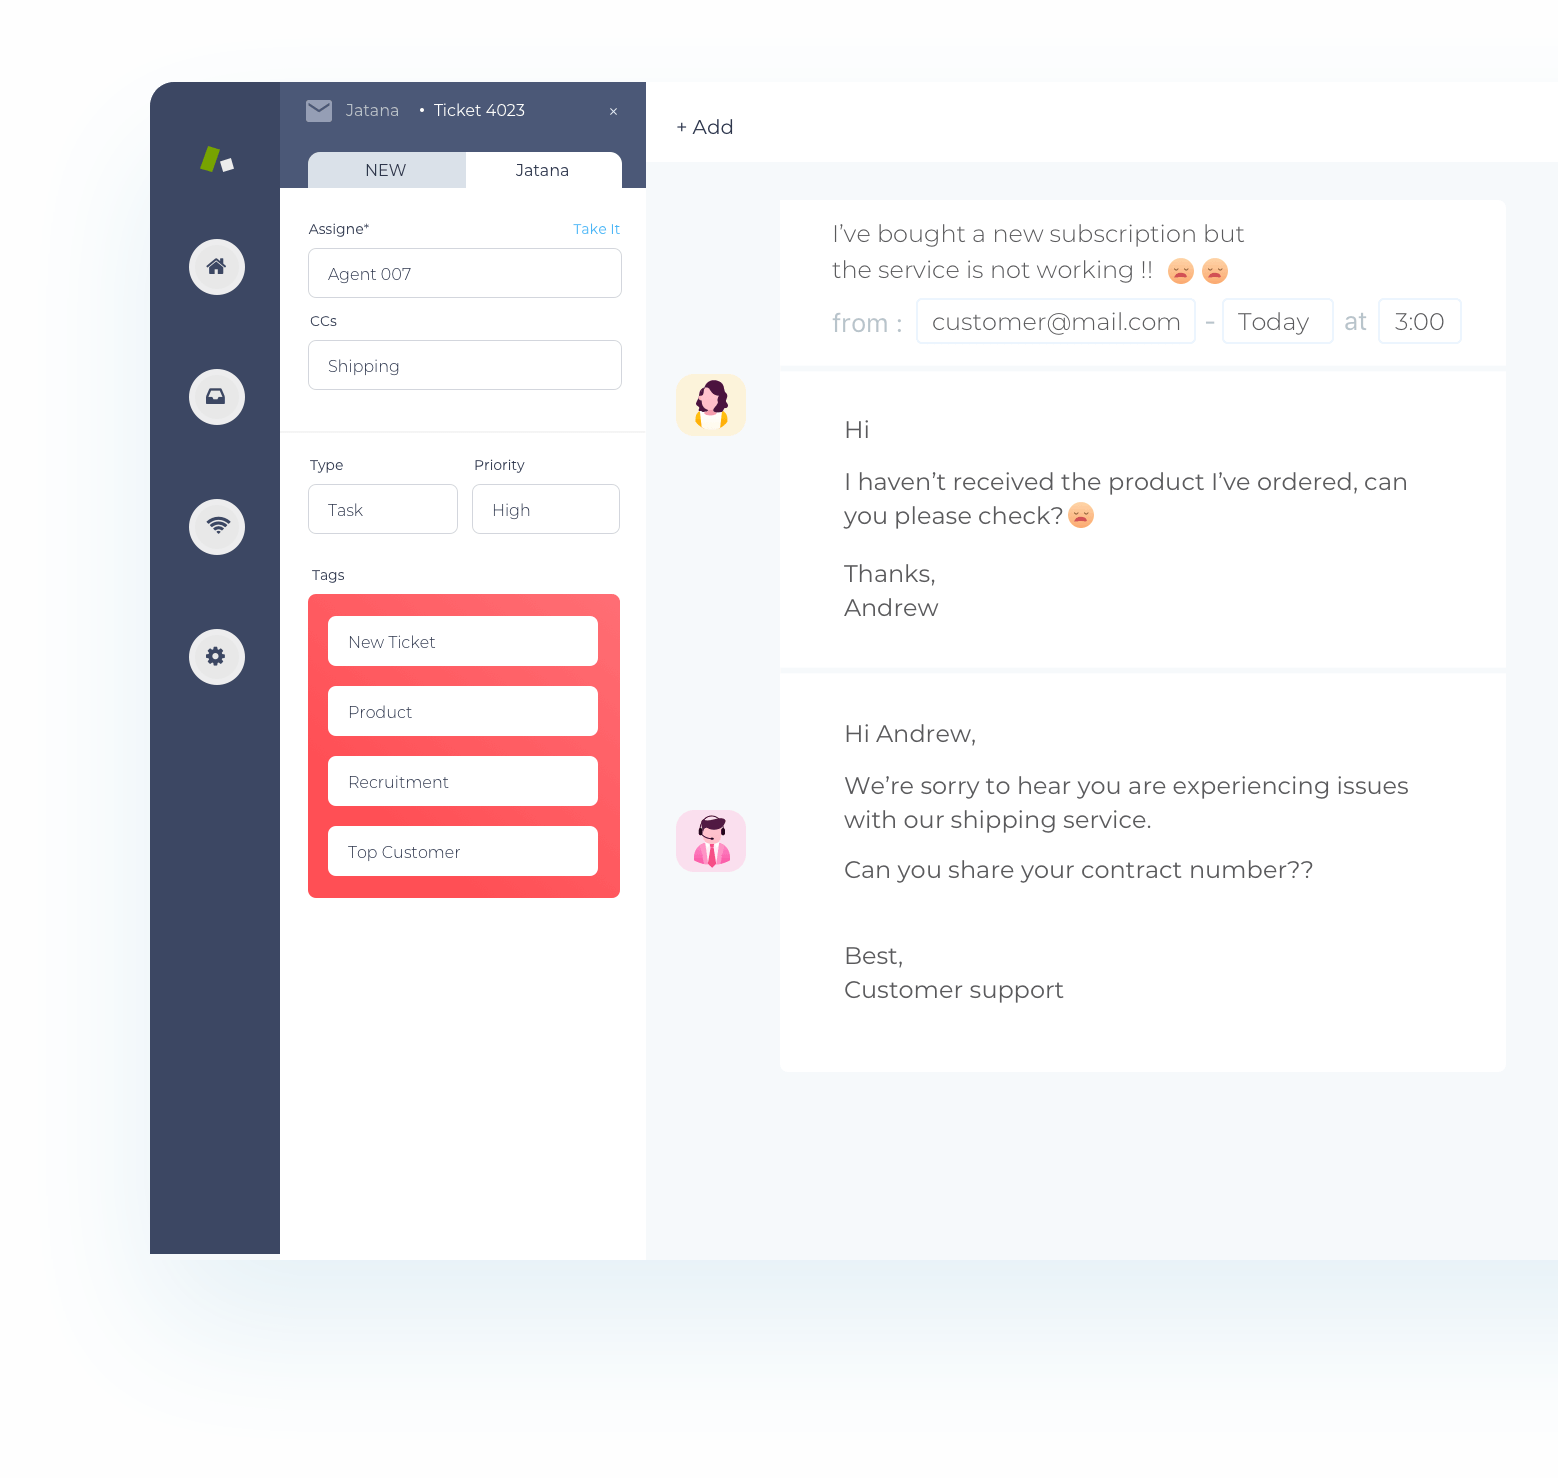 Jatana • Ticket 4023 ×
NEW
Jatana
Assigne* Take It
Agent 007
CCs
Shipping
Type Priority
Task High
Tags
New Ticket
Product
Recruitment
Top Customer
+ Add
I’ve bought a new subscription but
the service is not working !! 
from : customer@mail.com - Today at 3:00
Hi
I haven’t received the product I’ve ordered, can
you please check?
Thanks,
Andrew
Hi Andrew,
We’re sorry to hear you are experiencing issues
with our shipping service.
Can you share your contract number??
Best,
Customer support